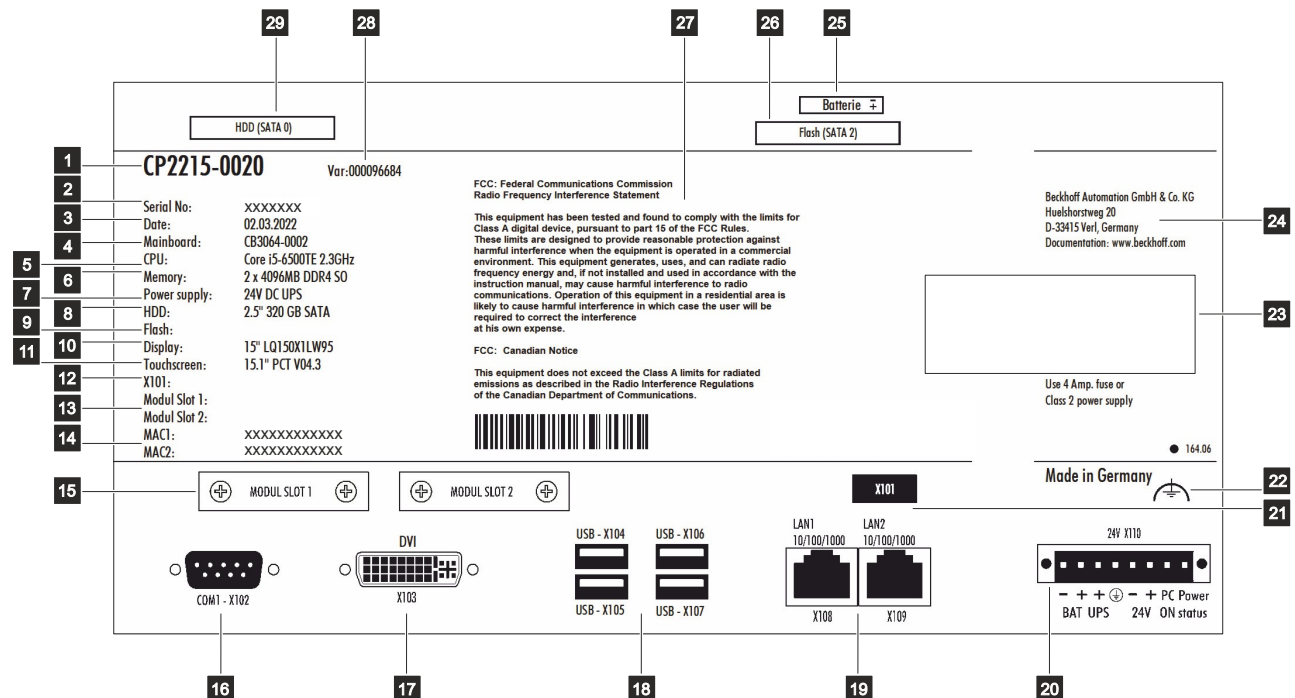 29
28
27
26
25
Batterie
HDD (SATA 0)
Flash (SATA 2)
1
CP2215-0020
Var:000096684
2
Serial No: XXXXXXX
3
Date: 02.03.2022
4
Mainboard: CB3064-0002
5
CPU: Core i5-6500TE 2.3GHz
6
Memory: 2 x 4096MB DDR4 SO
7
Power supply: 24V DC UPS
8
HDD: 2.5" 320 GB SATA
9
Flash:
10
Display: 15" LQ150X1LW95
11
Touchscreen: 15.1" PCT V04.3
12
X101:
13
Modul Slot 1:
Modul Slot 2:
14
MAC1: XXXXXXXXXXXX
MAC2: XXXXXXXXXXXX
FCC: Federal Communications Commission
Radio Frequency Interference Statement
This equipment has been tested and found to comply with the limits for
Class A digital device, pursuant to part 15 of the FCC Rules.
These limits are designed to provide reasonable protection against
harmful interference when the equipment is operated in a commercial
environment. This equipment generates, uses, and can radiate radio
frequency energy and, if not installed and used in accordance with the
instruction manual, may cause harmful interference to radio
communications. Operation of this equipment in a residential area is
likely to cause harmful interference in which case the user will be
required to correct the interference
at his own expense.
FCC: Canadian Notice
This equipment does not exceed the Class A limits for radiated
emissions as described in the Radio Interference Regulations
of the Canadian Department of Communications.
Beckhoff Automation GmbH & Co. KG
Huelshorstweg 20
D-33415 Verl, Germany
Documentation: www.beckhoff.com
24
23
Use 4 Amp. fuse or
Class 2 power supply
164.06
Made in Germany
22
21
15
MODUL SLOT 1
MODUL SLOT 2
X101
COM1 - X102
DVI
X103
USB - X104
USB - X106
USB - X105
USB - X107
LAN1
10/100/1000
LAN2
10/100/1000
X108
X109
24V X110
− + + − + PC Power
BAT UPS 24V ON status
16
17
18
19
20